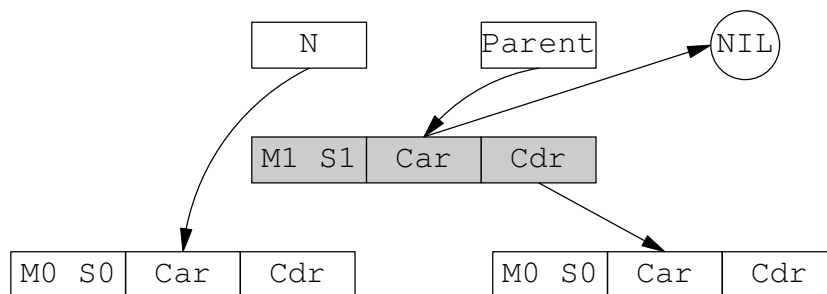 N Parent NIL
M1 S1 Car Cdr
M0 S0 Car Cdr M0 S0 Car Cdr